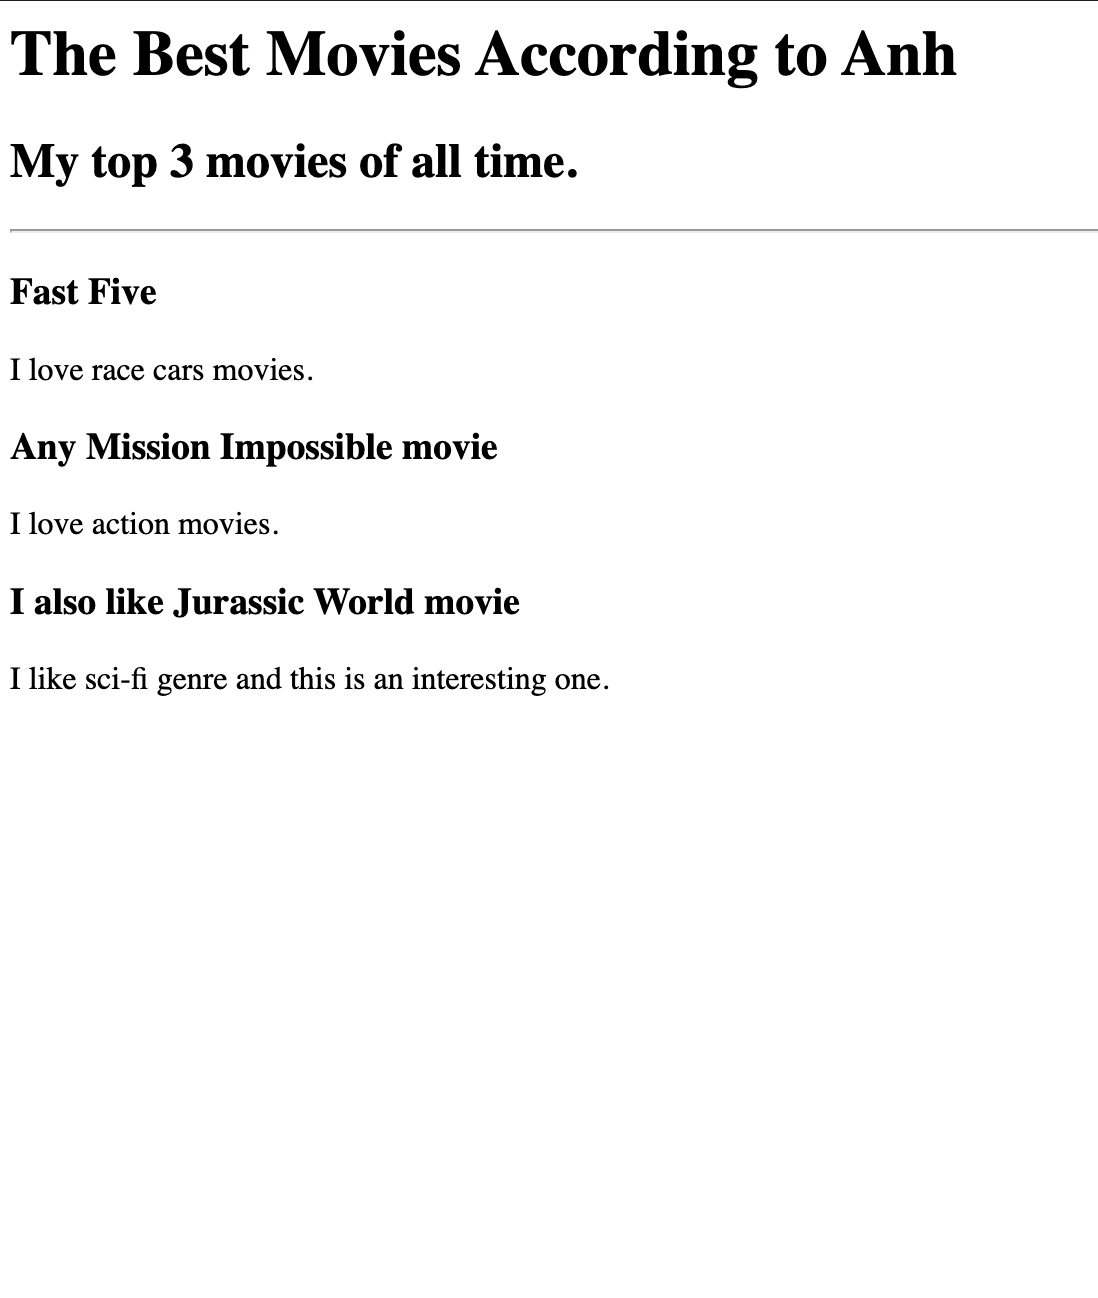 The Best Movies According to Anh
My top 3 movies of all time.
Fast Five
I love race cars movies.
Any Mission Impossible movie
I love action movies.
I also like Jurassic World movie
I like sci-fi genre and this is an interesting one.